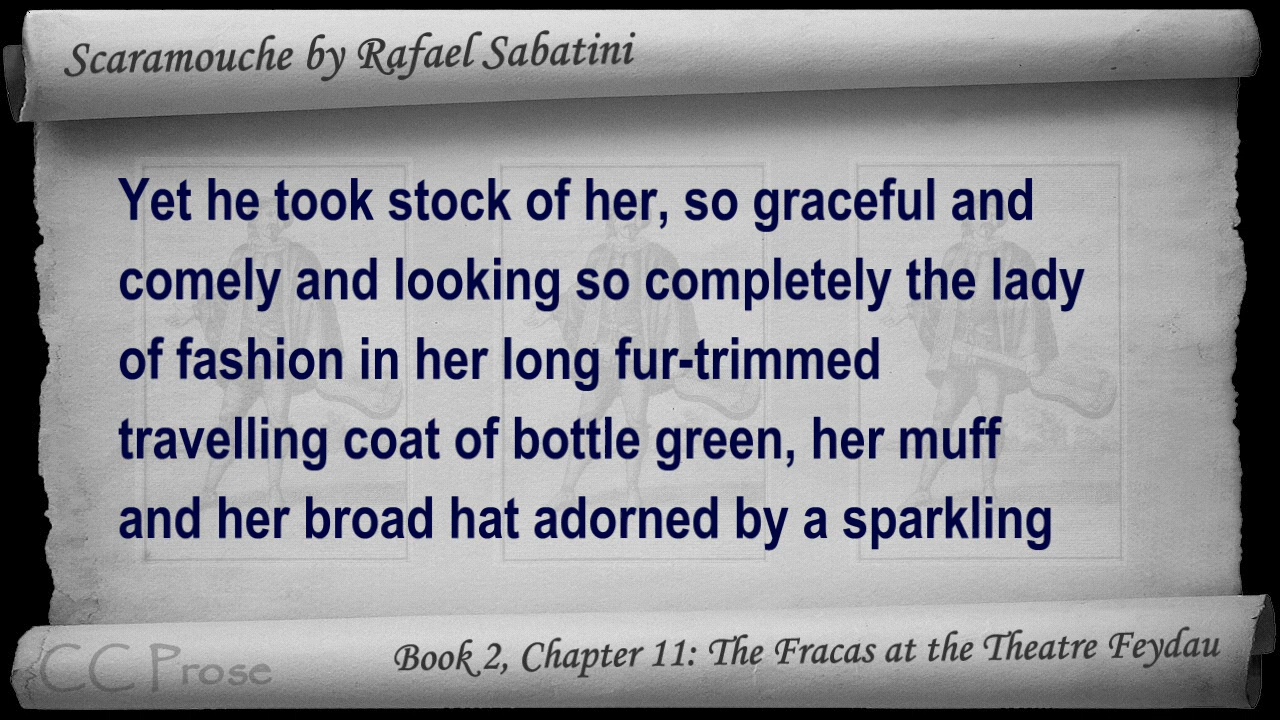 Scaramouche by Rafael Sabatini
Yet he took stock of her, so graceful and
comely and looking so completely the lady
of fashion in her long fur-trimmed
travelling coat of bottle green, her muff
and her broad hat adorned by a sparkling
Book 2, Chapter 11: The Fracas at the Theatre Feydau
CC Prose